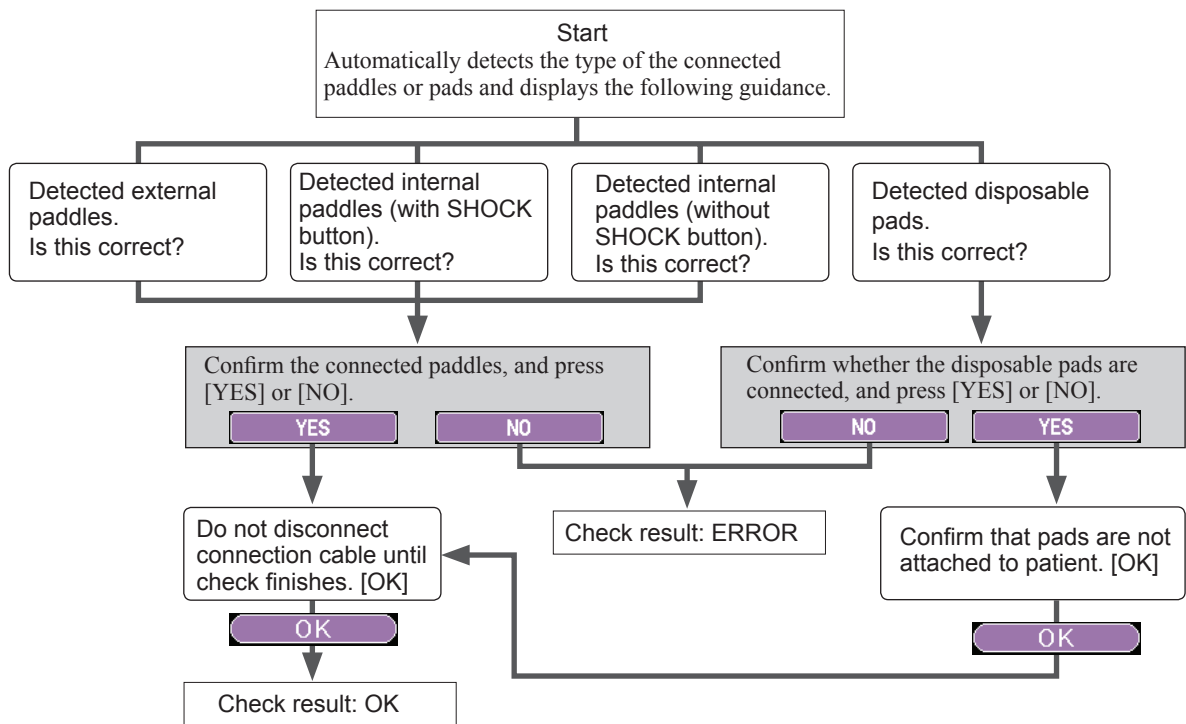 Start
Automatically detects the type of the connected
paddles or pads and displays the following guidance.
Detected external
paddles.
Is this correct?
Detected internal
paddles (with SHOCK
button).
Is this correct?
Detected internal
paddles (without
SHOCK button).
Is this correct?
Detected disposable
pads.
Is this correct?
Confirm the connected paddles, and press
[YES] or [NO].
YES
NO
Confirm whether the disposable pads are
connected, and press [YES] or [NO].
NO
YES
Do not disconnect
connection cable until
check finishes. [OK]
OK
Check result: ERROR
Confirm that pads are not
attached to patient. [OK]
OK
Check result: OK